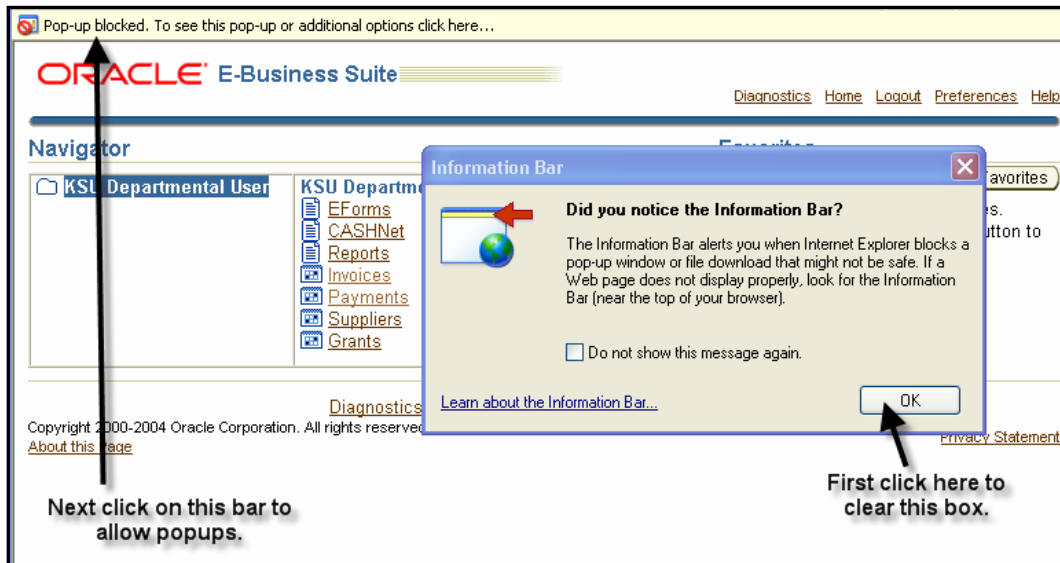 Pop-up blocked. To see this pop-up or additional options click here...
ORACLE® E-Business Suite
Diagnostics Home Logout Preferences Help
Navigator
KSU Departmental User
KSU Departme
EForms
CASHNet
Reports
Invoices
Payments
Suppliers
Grants
Favorites
avorites
s.
utton to
Information Bar
Did you notice the Information Bar?
The Information Bar alerts you when Internet Explorer blocks a
pop-up window or file download that might not be safe. If a
Web page does not display properly, look for the Information
Bar (near the top of your browser).
Do not show this message again.
Learn about the Information Bar...
OK
Diagnostics
Copyright 2000-2004 Oracle Corporation. All rights reserved
About this Page
Privacy Statement
Next click on this bar to
allow popups.
First click here to
clear this box.